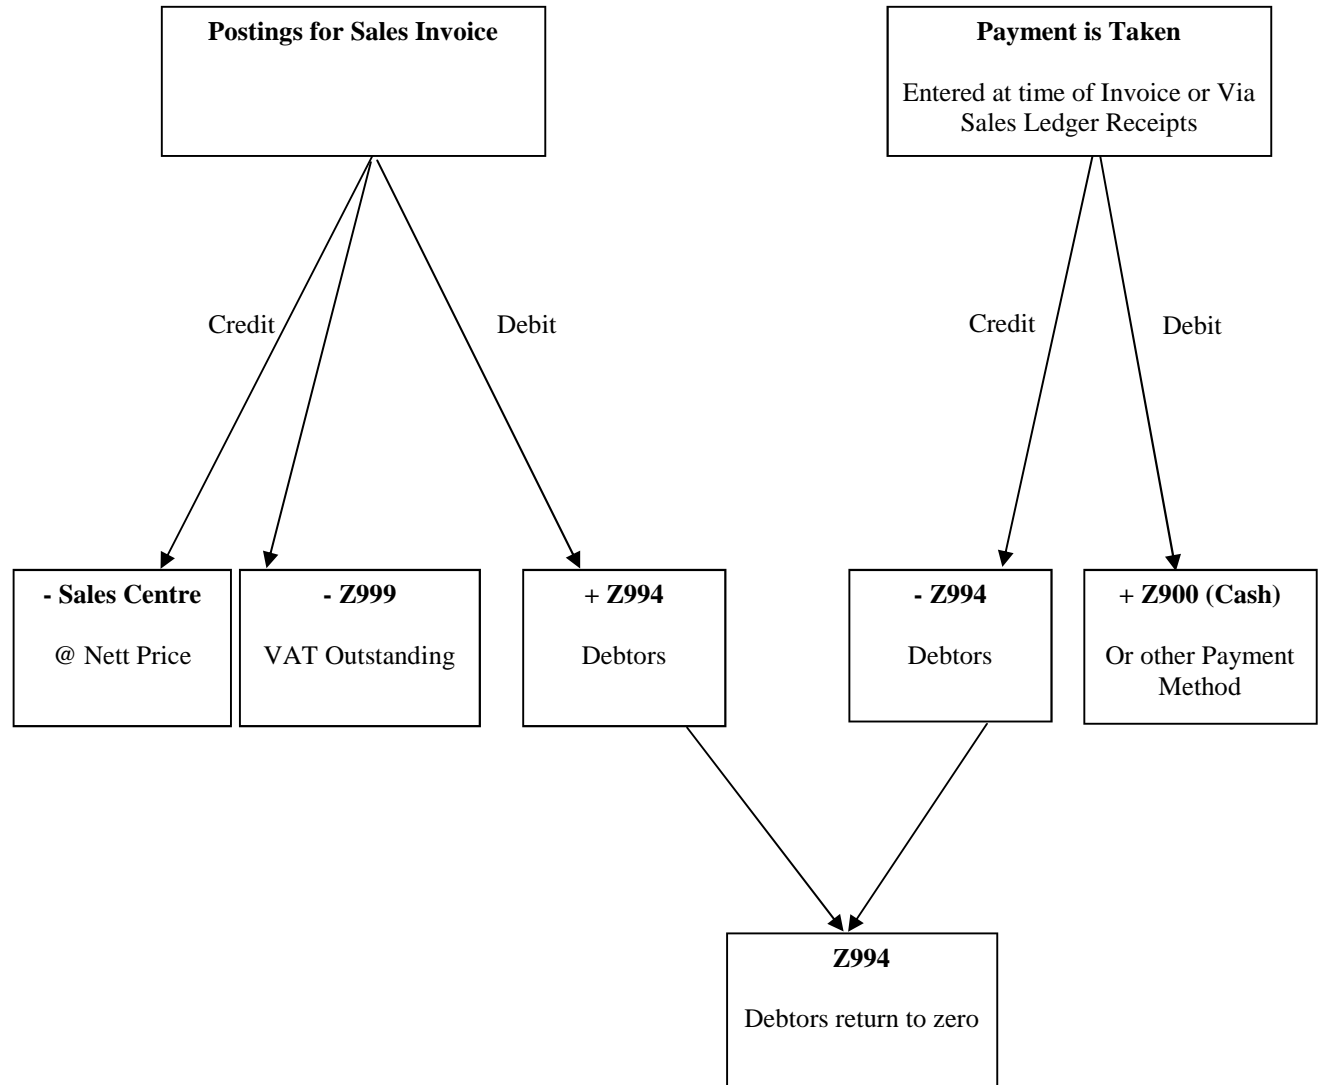 Postings for Sales Invoice
Payment is Taken
Entered at time of Invoice or Via
Sales Ledger Receipts
Credit
Debit
Credit
Debit
- Sales Centre
@ Nett Price
- Z999
VAT Outstanding
+ Z994
Debtors
- Z994
Debtors
+ Z900 (Cash)
Or other Payment
Method
Z994
Debtors return to zero